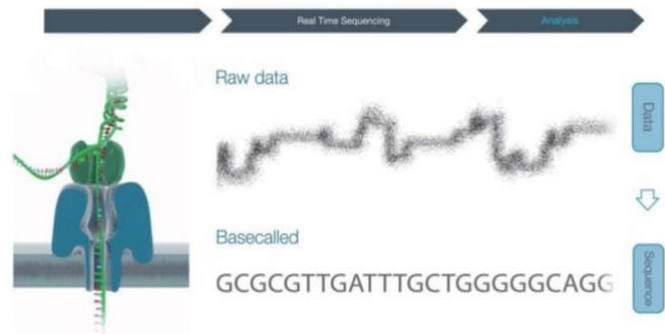 Real Time Sequencing
Analysis
Raw data
Data
Basecalled
GCGCGTTGATTTGCTGGGGGCAGG
Sequence